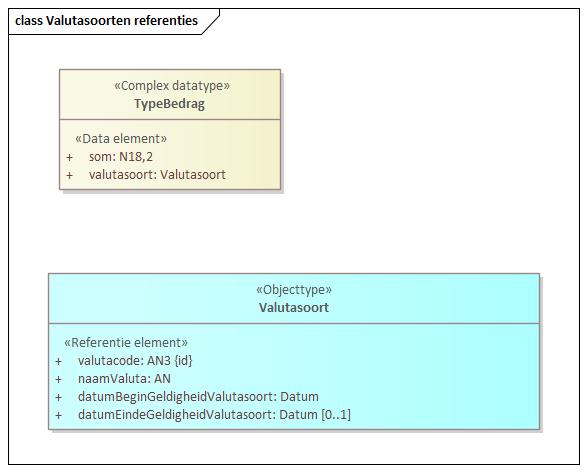 class Valutasoorten referenties
«Complex datatype»
TypeBedrag
«Data element»
+ som: N18,2
+ valutasoort: Valutasoort
«Objecttype»
Valutasoort
«Referentie element»
+ valutacode: AN3 {id}
+ naamValuta: AN
+ datumBeginGeldigheidValutasoort: Datum
+ datumEindeGeldigheidValutasoort: Datum [0..1]